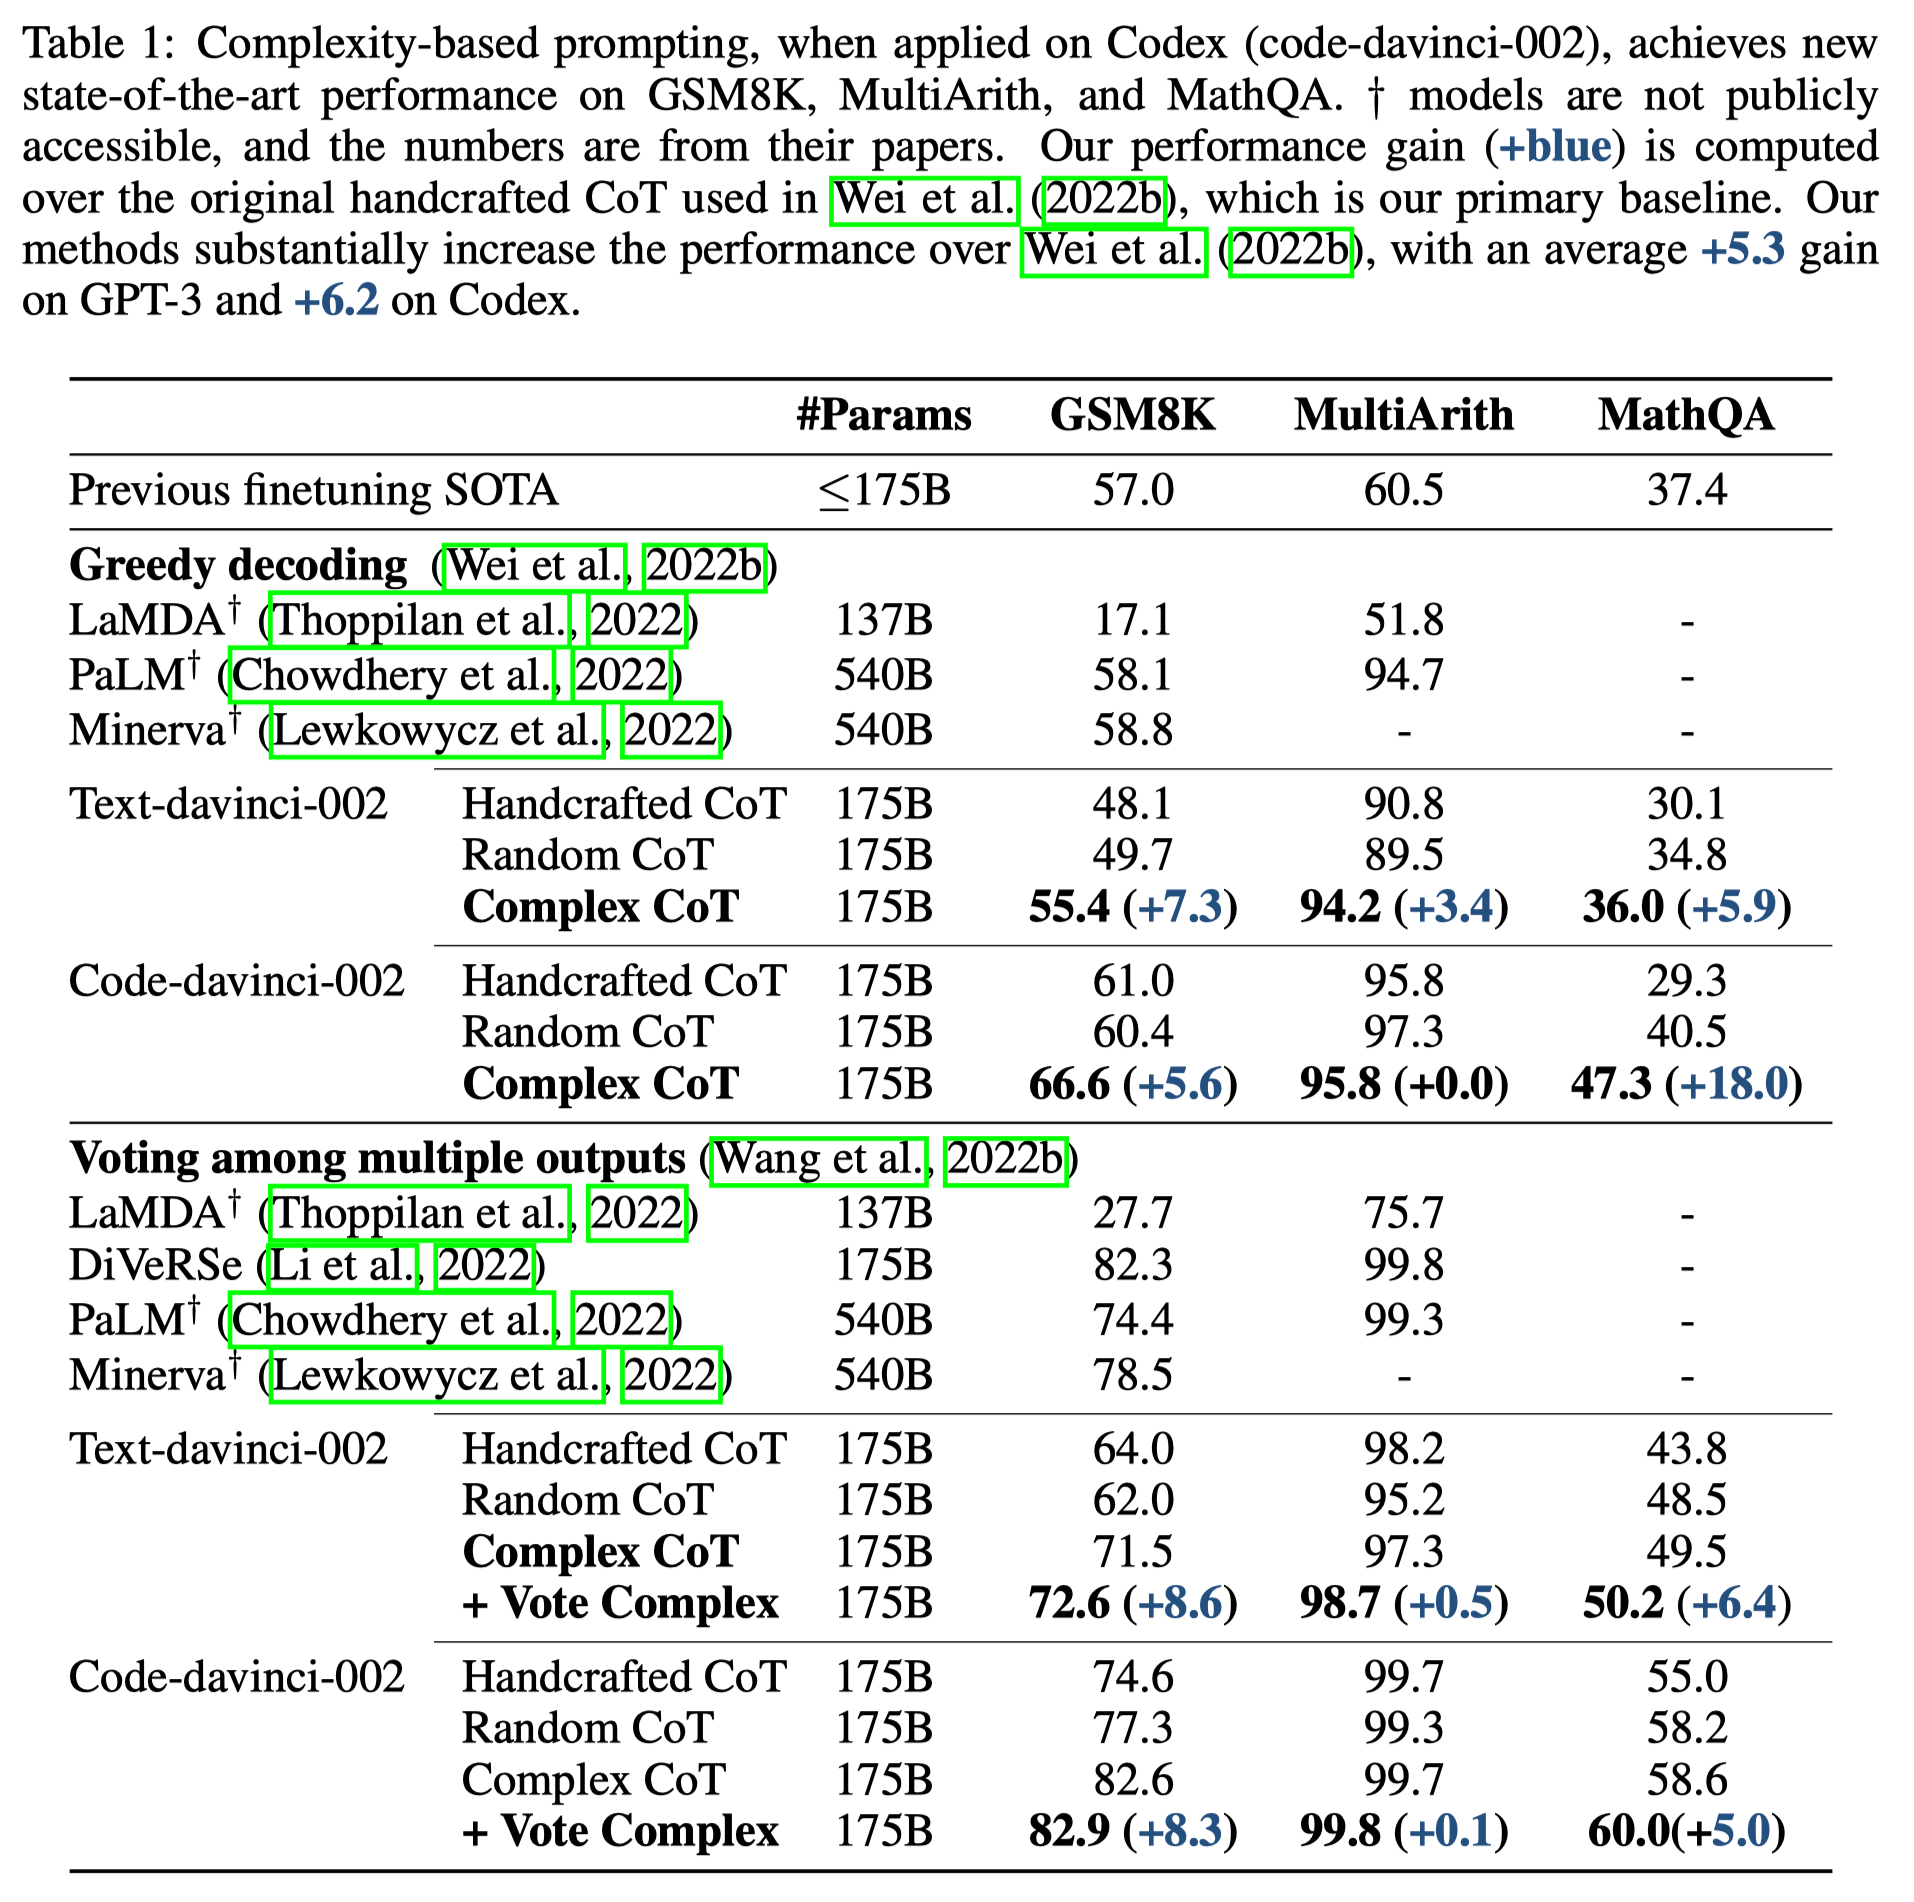 Table 1: Complexity-based prompting, when applied on Codex (code-davinci-002), achieves new
state-of-the-art performance on GSM8K, MultiArith, and MathQA. † models are not publicly
accessible, and the numbers are from their papers. Our performance gain (+blue) is computed
over the original handcrafted CoT used in Wei et al. (2022b), which is our primary baseline. Our
methods substantially increase the performance over Wei et al. (2022b), with an average +5.3 gain
on GPT-3 and +6.2 on Codex.
#Params GSM8K MultiArith MathQA
Previous finetuning SOTA ≤175B 57.0 60.5 37.4
Greedy decoding (Wei et al., 2022b)
LaMDA† (Thoppilan et al., 2022) 137B 17.1 51.8 -
PaLM† (Chowdhery et al., 2022) 540B 58.1 94.7 -
Minerva† (Lewkowycz et al., 2022) 540B 58.8 - -
Text-davinci-002 Handcrafted CoT 175B 48.1 90.8 30.1
Random CoT 175B 49.7 89.5 34.8
Complex CoT 175B 55.4 (+7.3) 94.2 (+3.4) 36.0 (+5.9)
Code-davinci-002 Handcrafted CoT 175B 61.0 95.8 29.3
Random CoT 175B 60.4 97.3 40.5
Complex CoT 175B 66.6 (+5.6) 95.8 (+0.0) 47.3 (+18.0)
Voting among multiple outputs (Wang et al., 2022b)
LaMDA† (Thoppilan et al., 2022) 137B 27.7 75.7 -
DiVeRSe (Li et al., 2022) 175B 82.3 99.8 -
PaLM† (Chowdhery et al., 2022) 540B 74.4 99.3 -
Minerva† (Lewkowycz et al., 2022) 540B 78.5 - -
Text-davinci-002 Handcrafted CoT 175B 64.0 98.2 43.8
Random CoT 175B 62.0 95.2 48.5
Complex CoT 175B 71.5 97.3 49.5
+ Vote Complex 175B 72.6 (+8.6) 98.7 (+0.5) 50.2 (+6.4)
Code-davinci-002 Handcrafted CoT 175B 74.6 99.7 55.0
Random CoT 175B 77.3 99.3 58.2
Complex CoT 175B 82.6 99.7 58.6
+ Vote Complex 175B 82.9 (+8.3) 99.8 (+0.1) 60.0(+5.0)